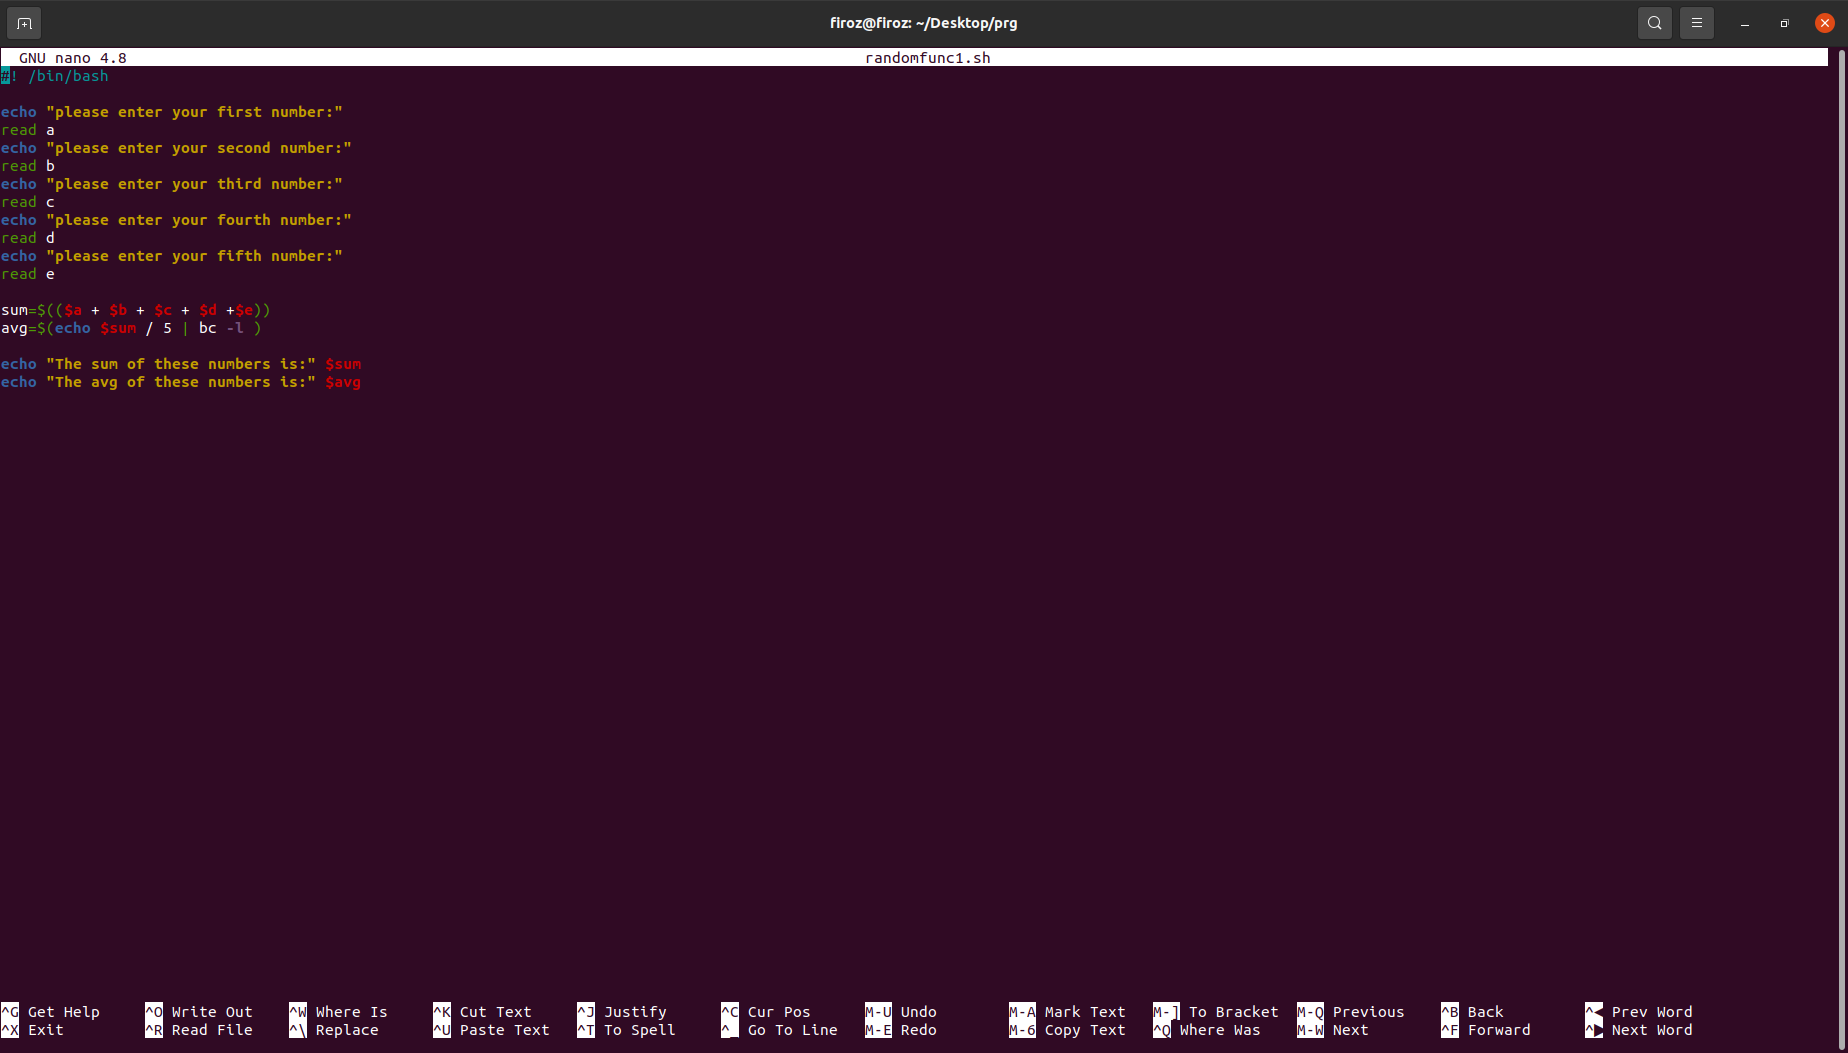 firoz@firoz: ~/Desktop/prg
GNU nano 4.8 randomfunc1.sh
#! /bin/bash
echo "please enter your first number:"
read a
echo "please enter your second number:"
read b
echo "please enter your third number:"
read c
echo "please enter your fourth number:"
read d
echo "please enter your fifth number:"
read e
sum=$(($a + $b + $c + $d +$e))
avg=$(echo $sum / 5 | bc -l )
echo "The sum of these numbers is:" $sum
echo "The avg of these numbers is:" $avg
^G Get Help ^O Write Out ^W Where Is ^K Cut Text ^J Justify ^C Cur Pos M-U Undo M-A Mark Text M-] To Bracket M-Q Previous ^B Back ^◀ Prev Word
^X Exit ^R Read File ^\ Replace ^U Paste Text ^T To Spell ^_ Go To Line M-E Redo M-6 Copy Text ^Q Where Was M-W Next ^F Forward ^▶ Next Word